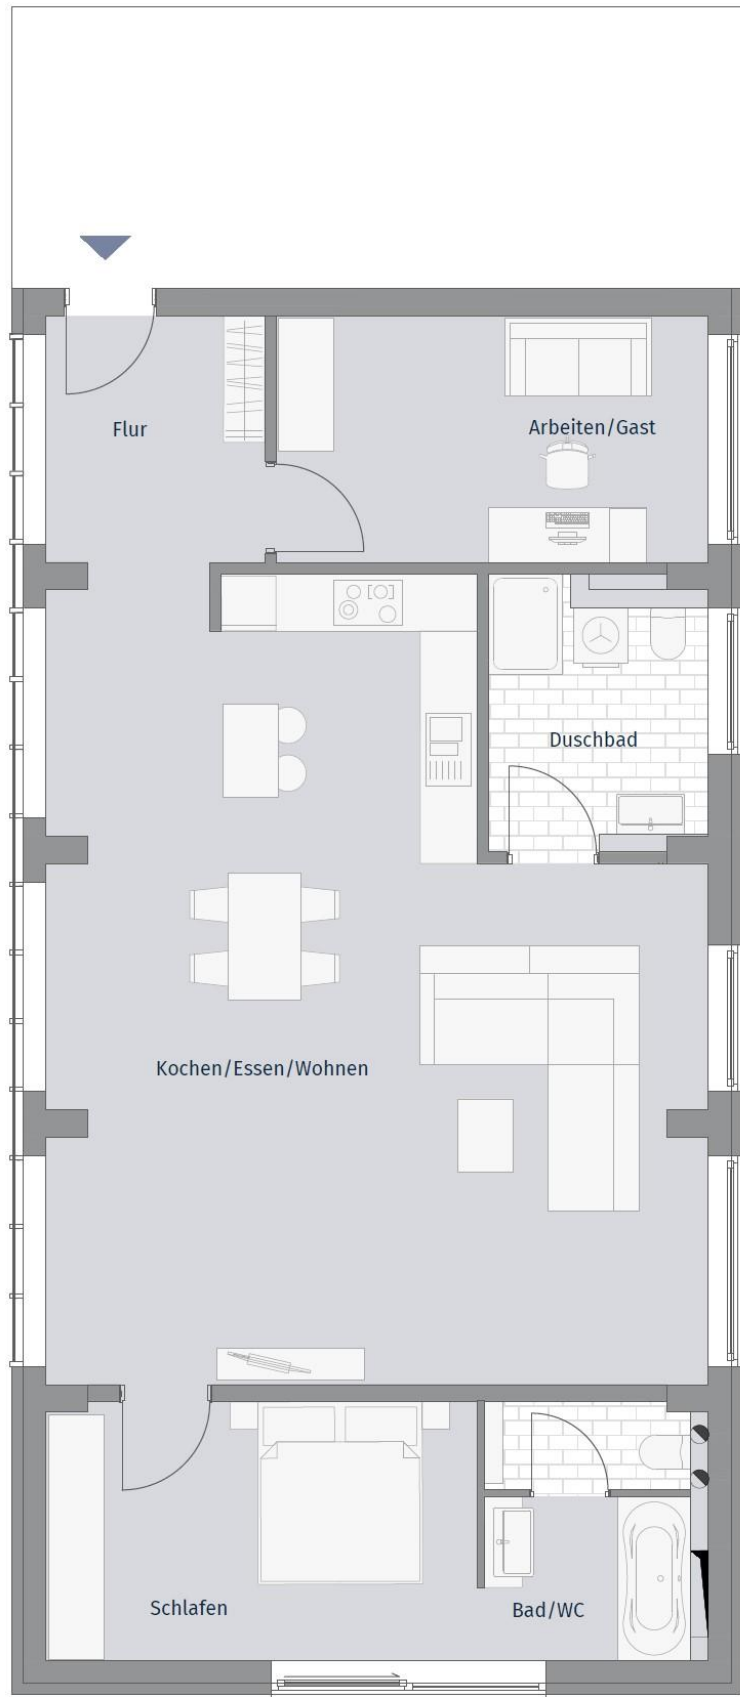 Flur
Arbeiten/Gast
Duschbad
Kochen/Essen/Wohnen
Schlafen
Bad/WC